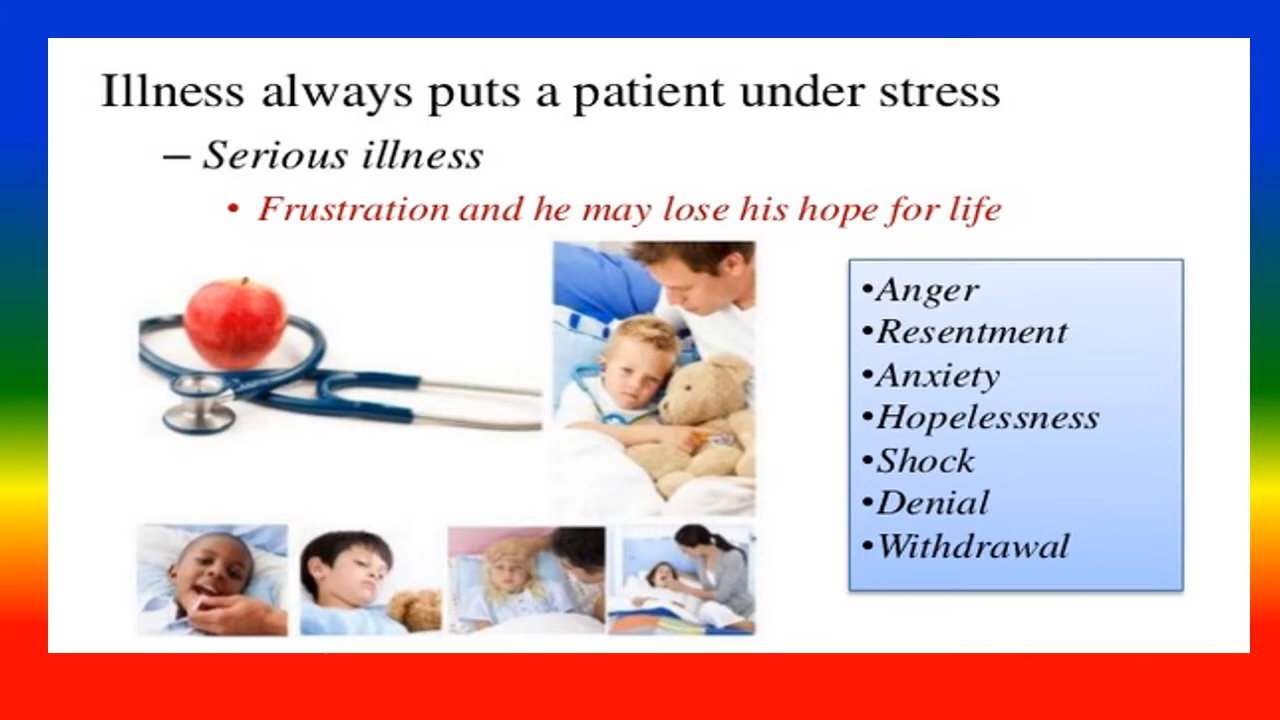 Illness always puts a patient under stress
– Serious illness
• Frustration and he may lose his hope for life
•Anger
•Resentment
•Anxiety
•Hopelessness
•Shock
•Denial
•Withdrawal